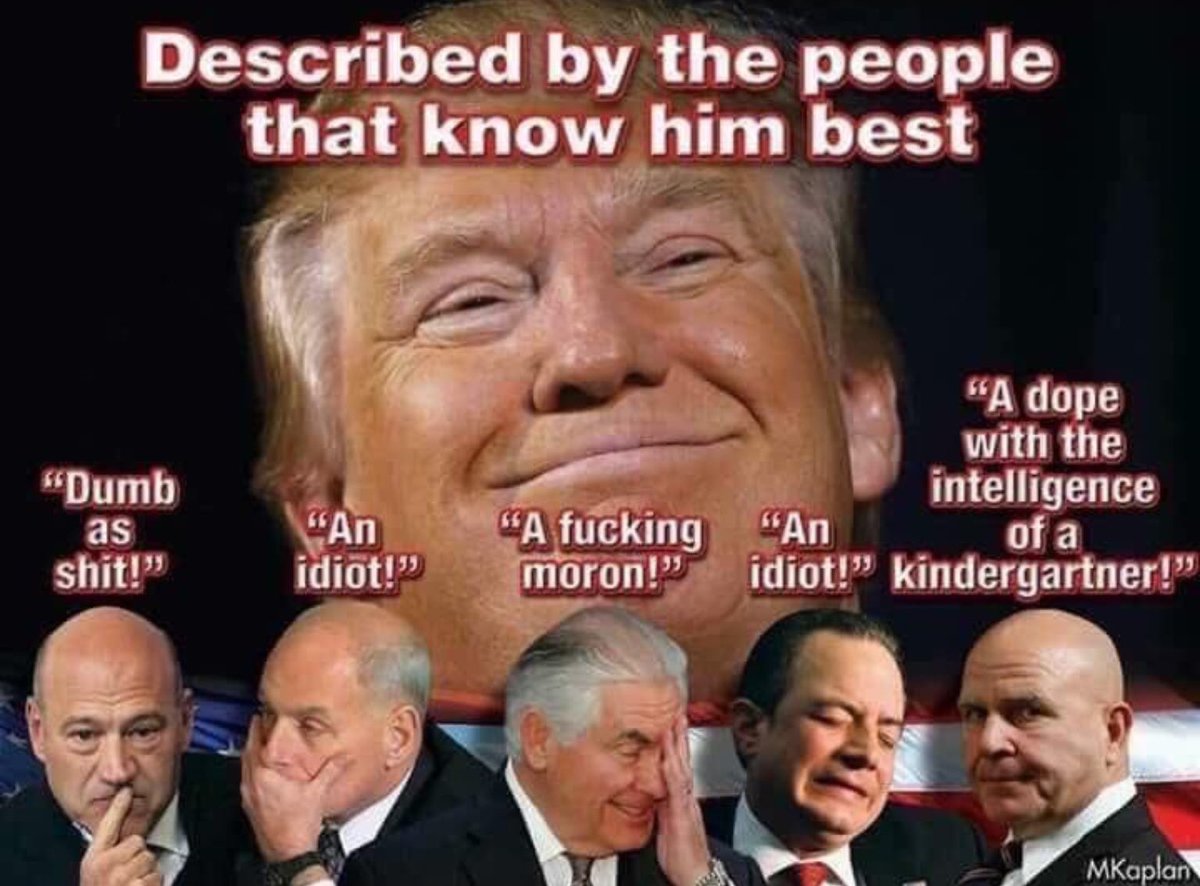 Described by the people
that know him best
“Dumb
as
shit!”
“An
idiot!”
“A fucking
moron!”
“An
idiot!”
“A dope
with the
intelligence
of a
kindergartner!”
MKaplan